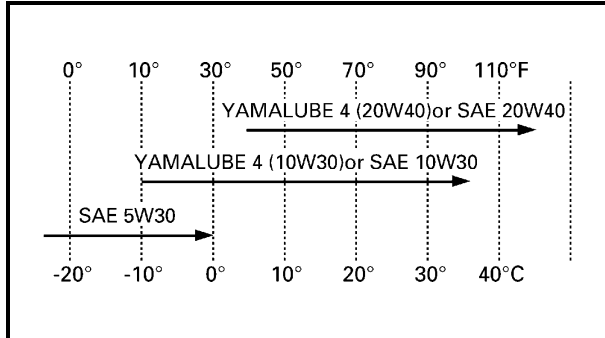 0° 10° 30° 50° 70° 90° 110°F
YAMALUBE 4 (20W40)or SAE 20W40
YAMALUBE 4 (10W30)or SAE 10W30
SAE 5W30
-20° -10° 0° 10° 20° 30° 40°C